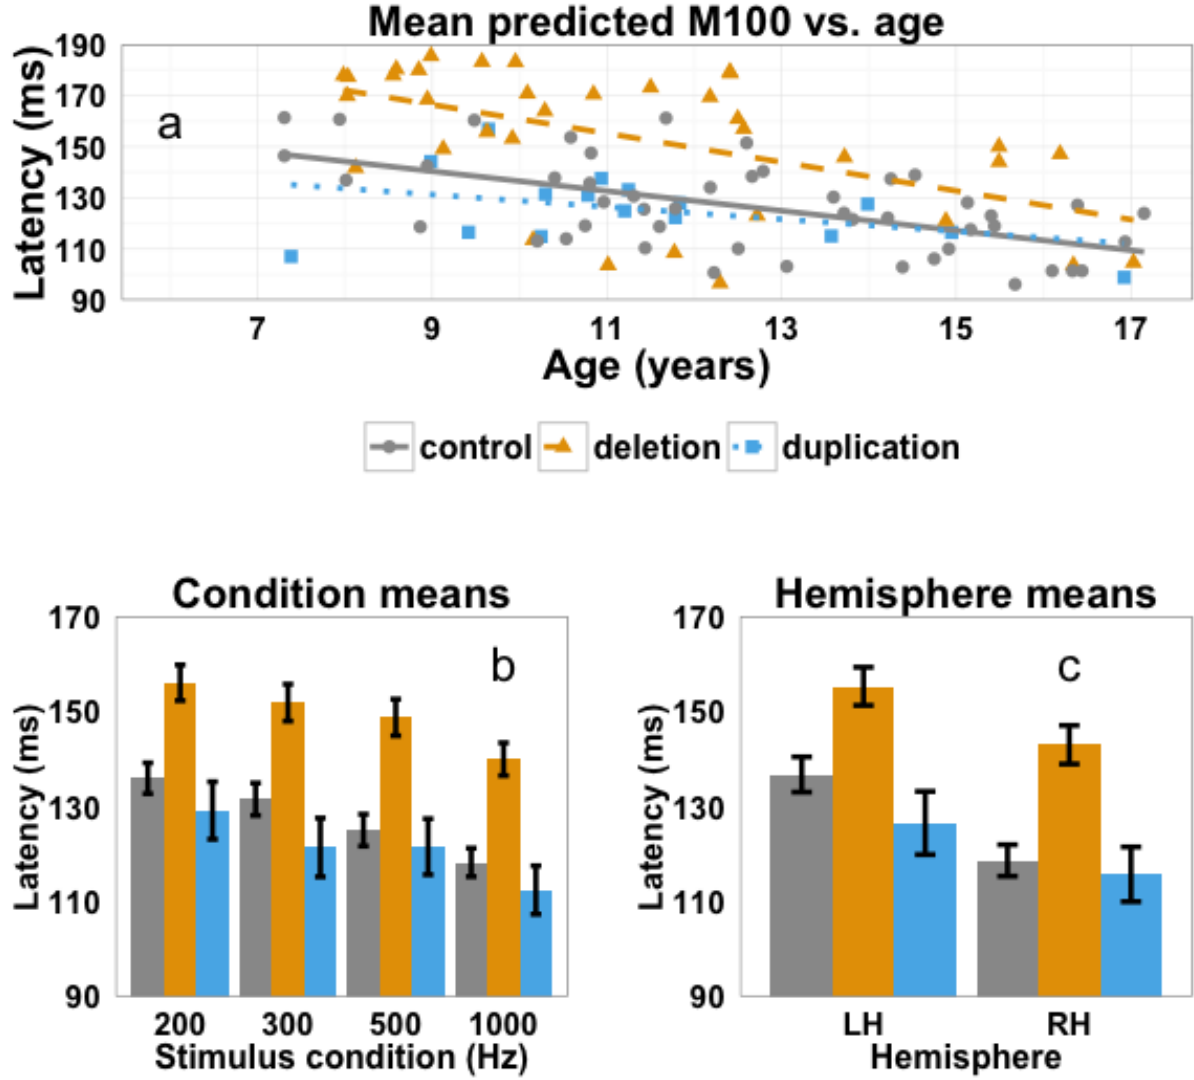 Mean predicted M100 vs. age
Latency (ms)
190
170
150
130
110
90
a
7 9 11 13 15 17
Age (years)
control deletion duplication
Condition means
Latency (ms)
170
150
130
110
90
b
200 300 500 1000
Stimulus condition (Hz)
Hemisphere means
Latency (ms)
170
150
130
110
90
c
LH RH
Hemisphere